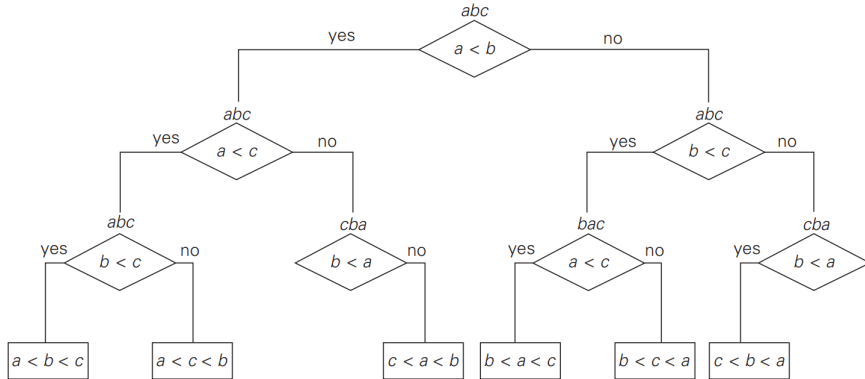 abc
yes
a < b
no
abc
abc
yes
a < c
no
yes
b < c
no
abc
cba
bac
cba
yes
b < c
no
b < a
no
yes
a < c
no
yes
b < a
a < b < c
a < c < b
c < a < b
b < a < c
b < c < a
c < b < a